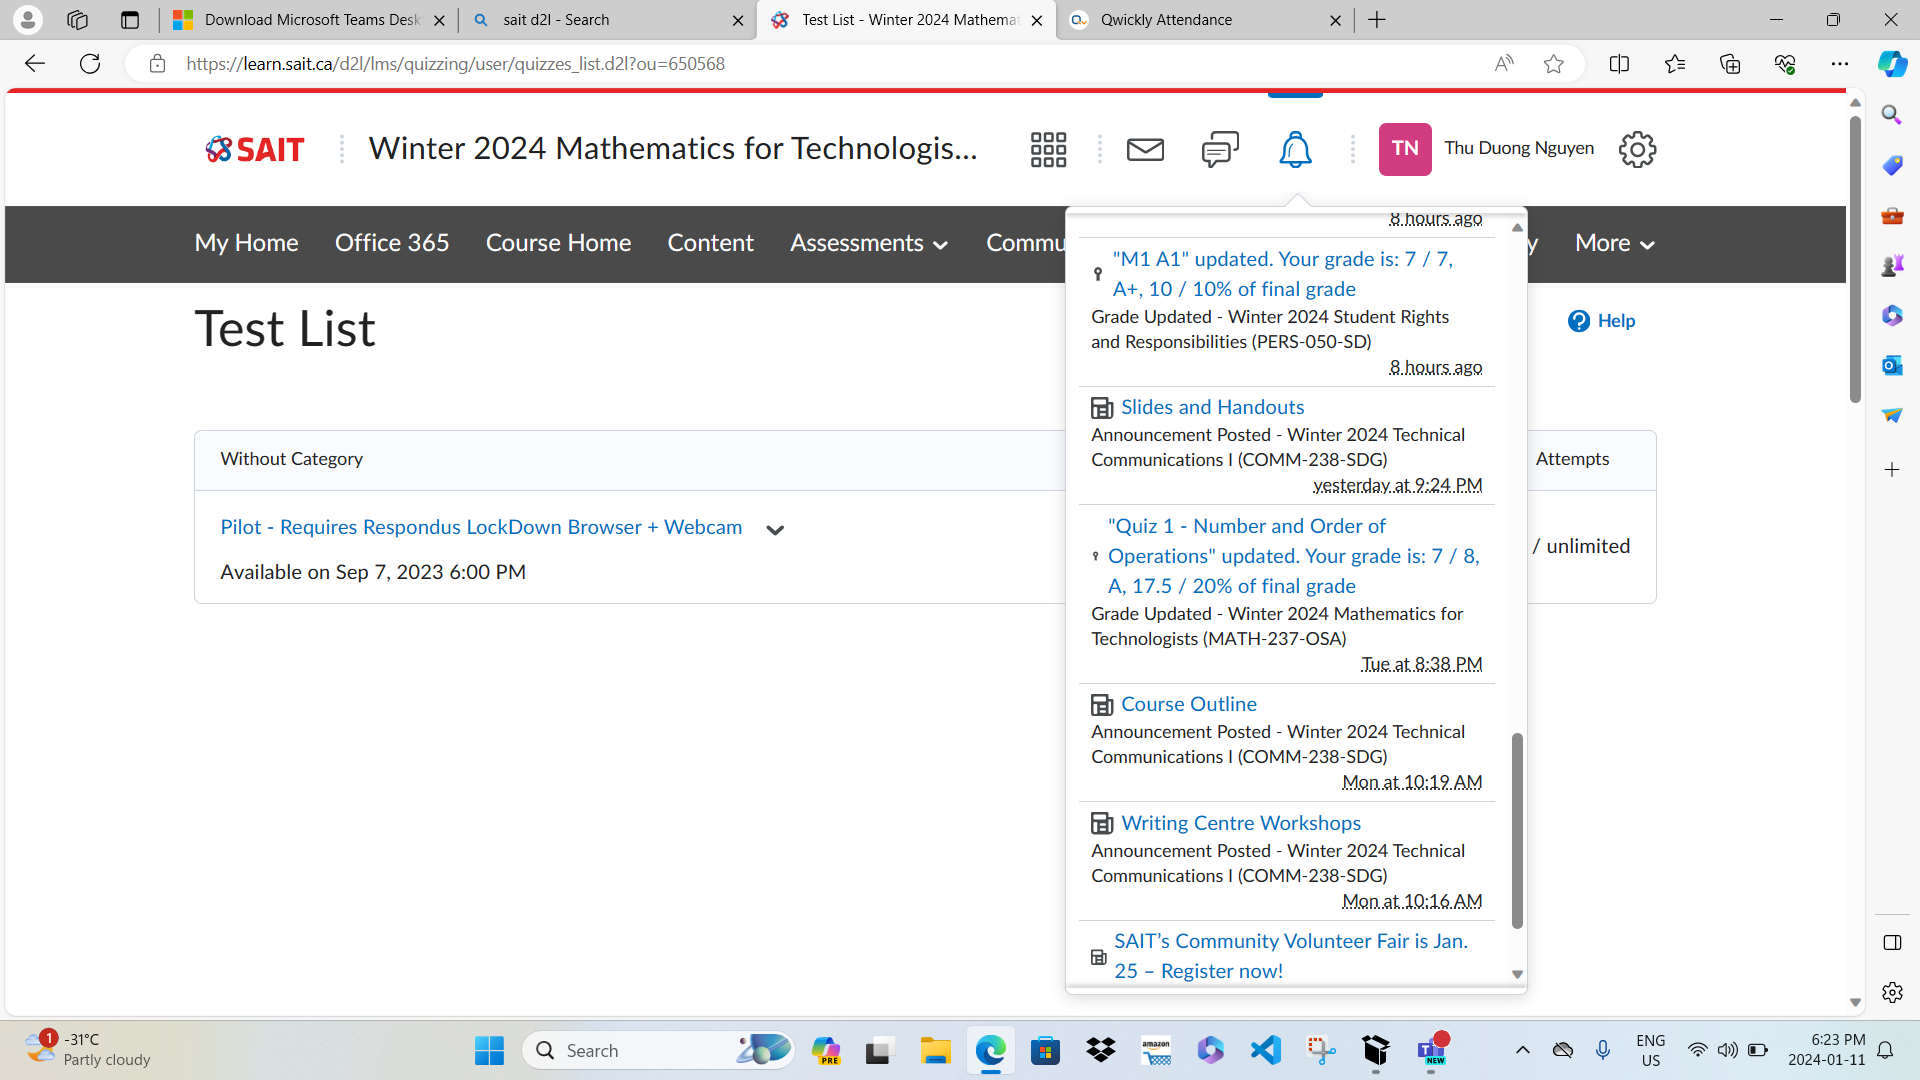 Download Microsoft Teams Desk
sait d2l - Search
Test List - Winter 2024 Mathemat
Qwickly Attendance
https://learn.sait.ca/d2l/lms/quizzing/user/quizzes_list.d2l?ou=650568
SAIT
Winter 2024 Mathematics for Technologis...
TN
Thu Duong Nguyen
My Home
Office 365
Course Home
Content
Assessments
Commu
y
More
8 hours ago
"M1 A1" updated. Your grade is: 7 / 7,
A+, 10 / 10% of final grade
Grade Updated - Winter 2024 Student Rights
and Responsibilities (PERS-050-SD)
8 hours ago
Test List
Help
Slides and Handouts
Announcement Posted - Winter 2024 Technical
Communications I (COMM-238-SDG)
yesterday at 9:24 PM
Without Category
Attempts
Pilot - Requires Respondus LockDown Browser + Webcam
Available on Sep 7, 2023 6:00 PM
/ unlimited
"Quiz 1 - Number and Order of
Operations" updated. Your grade is: 7 / 8,
A, 17.5 / 20% of final grade
Grade Updated - Winter 2024 Mathematics for
Technologists (MATH-237-OSA)
Tue at 8:38 PM
Course Outline
Announcement Posted - Winter 2024 Technical
Communications I (COMM-238-SDG)
Mon at 10:19 AM
Writing Centre Workshops
Announcement Posted - Winter 2024 Technical
Communications I (COMM-238-SDG)
Mon at 10:16 AM
SAIT’s Community Volunteer Fair is Jan.
25 – Register now!
1
-31°C
Partly cloudy
Search
PRE
amazon
NEW
ENG
US
6:23 PM
2024-01-11